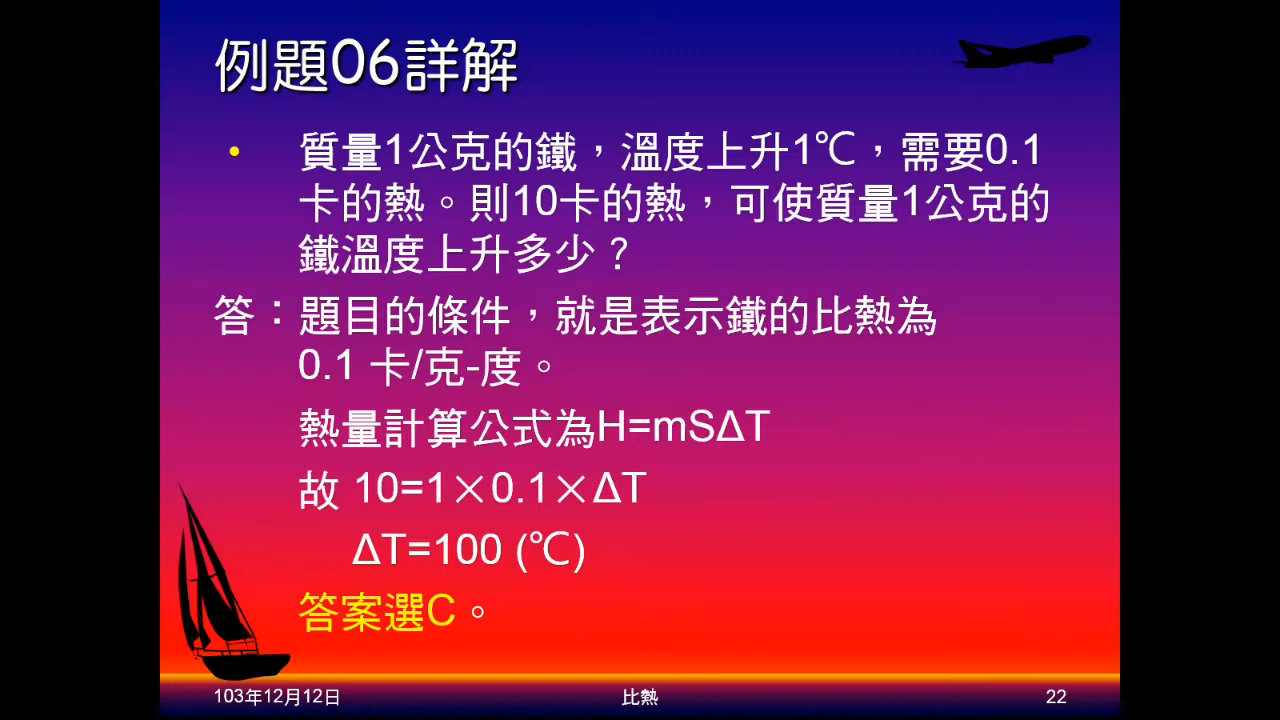 例題06詳解
• 質量1公克的鐵，溫度上升1℃，需要0.1
卡的熱。則10卡的熱，可使質量1公克的
鐵溫度上升多少？
答：題目的條件，就是表示鐵的比熱為
0.1 卡/克-度。
熱量計算公式為H=mSΔT
故 10=1×0.1×ΔT
ΔT=100 (℃)
答案選C。
103年12月12日 比熱 22